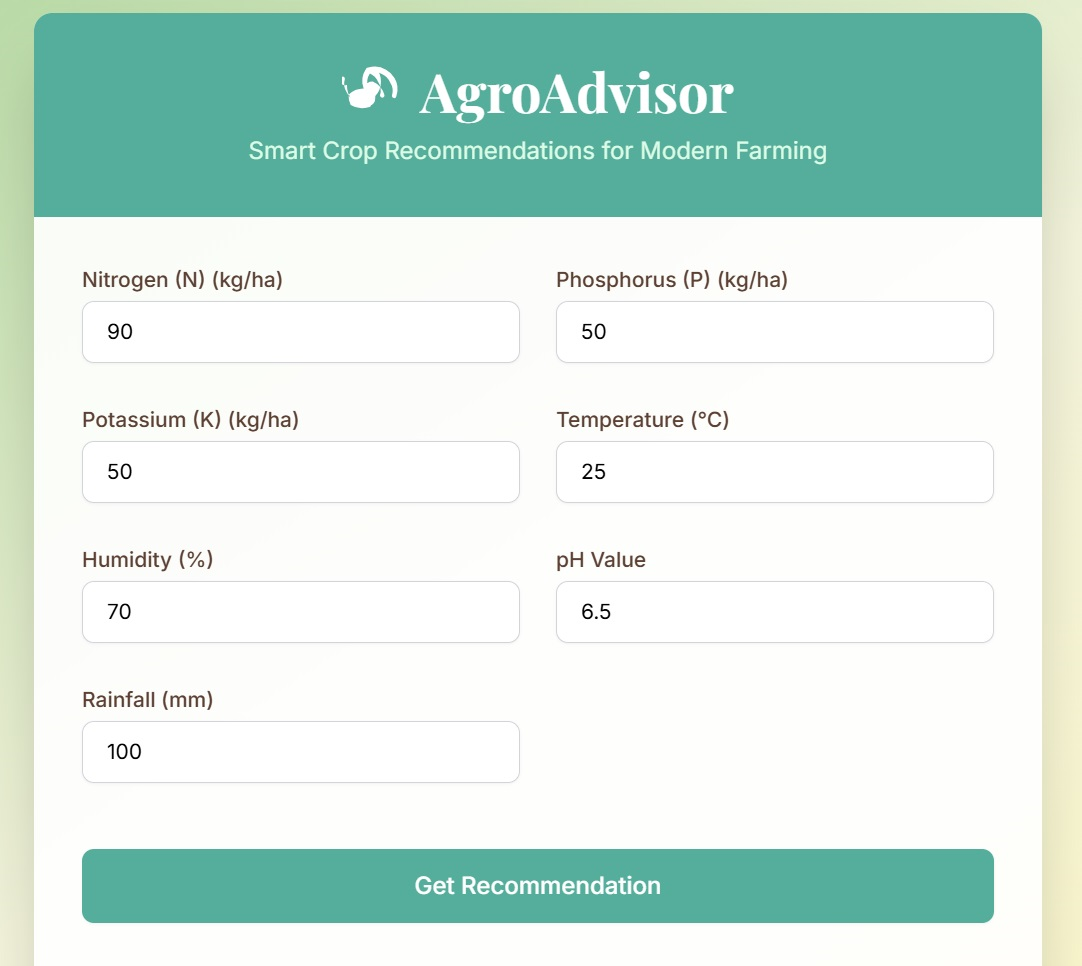 AgroAdvisor
Smart Crop Recommendations for Modern Farming
Nitrogen (N) (kg/ha)
Phosphorus (P) (kg/ha)
90
50
Potassium (K) (kg/ha)
Temperature (°C)
50
25
Humidity (%)
pH Value
70
6.5
Rainfall (mm)
100
Get Recommendation